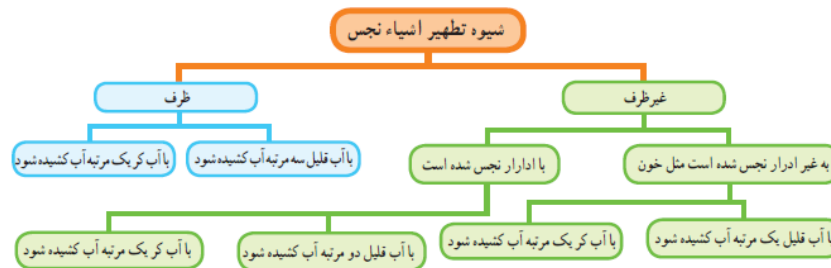 شیوه تطهیر اشیاء نجس
غیرظرف
ظرف
به غیر ادرار نجس شده است مثل خون
با ادارار نجس شده است
با آب قلیل سه مرتبه آب کشیده شود
با آب کر یک مرتبه آب کشیده شود
با آب قلیل یک مرتبه آب کشیده شود
با آب کر یک مرتبه آب کشیده شود
با آب قلیل دو مرتبه آب کشیده شود
با آب کر یک مرتبه آب کشیده شود